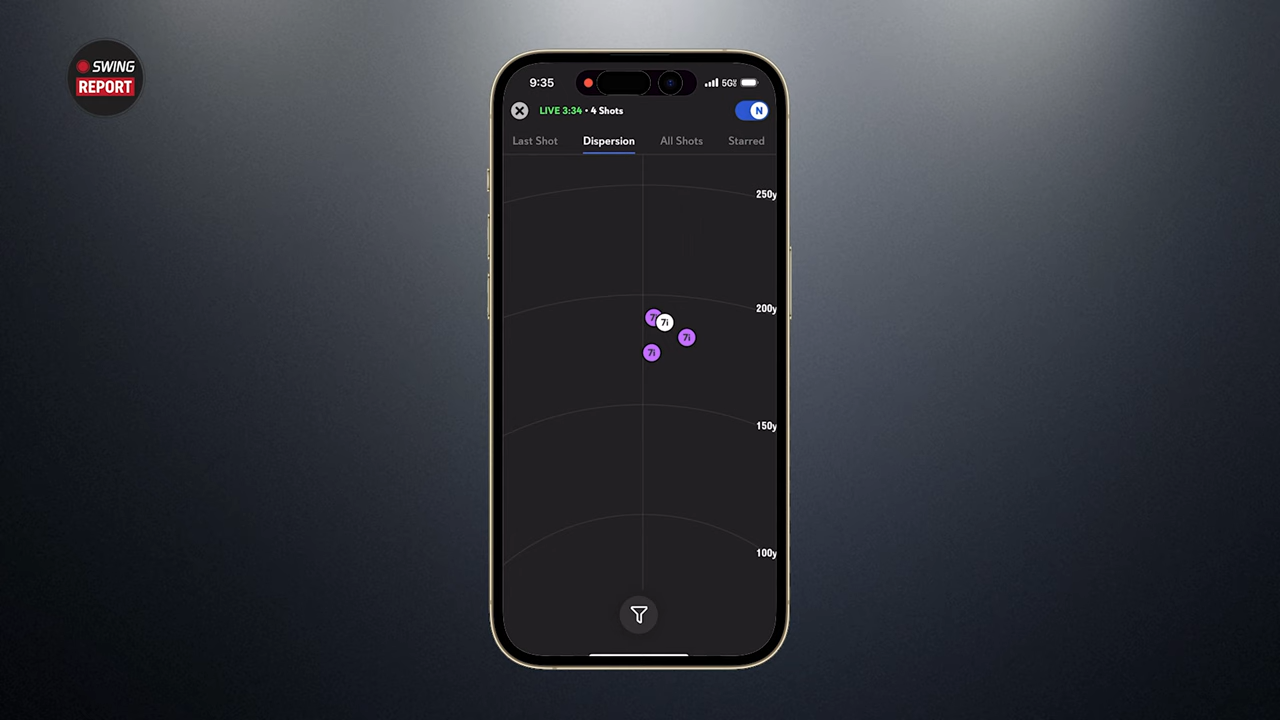 SWING
REPORT
9:35
5GE
LIVE 3:34 • 4 Shots
N
Last Shot
Dispersion
All Shots
Starred
250y
200y
7i
7i
7i
7i
150y
100y